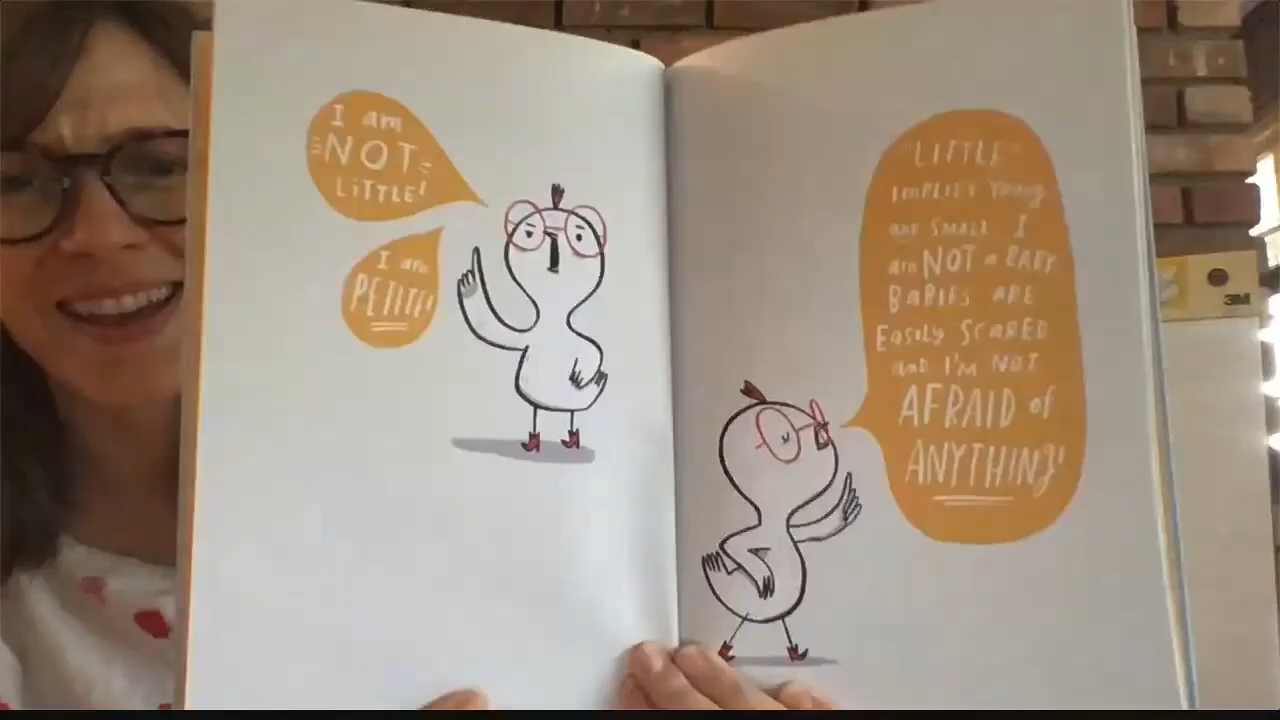 I am
NOT
LiTTLE!
I am
PETITE!
"LITTLE"
IMPLIES YOUNG
and SMALL I
am NOT a BABY
BABIES ARE
EASILY SCARED
and I'M NOT
AFRAID of
ANYTHING!
3M